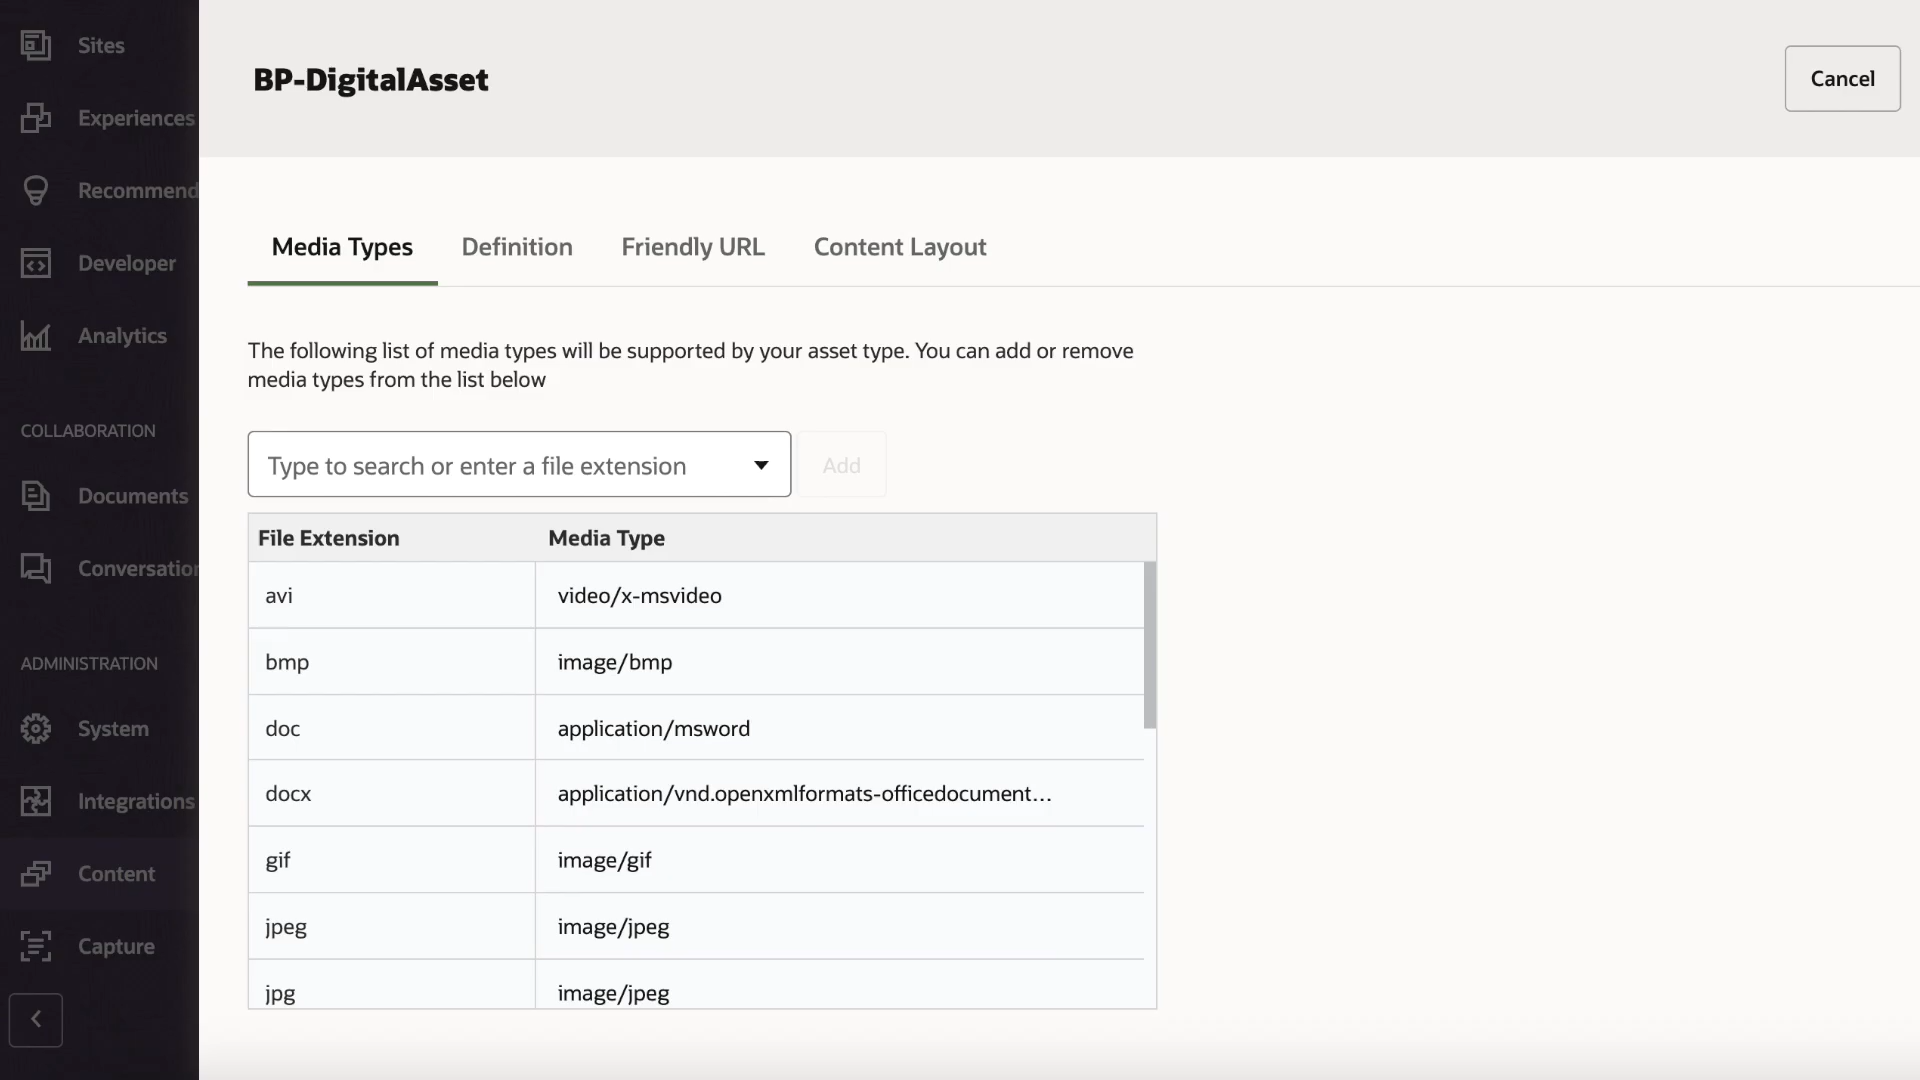 Sites
Experiences
Recommend
Developer
Analytics
COLLABORATION
Documents
Conversation
ADMINISTRATION
System
Integrations
Content
Capture
BP-DigitalAsset
Cancel
Media Types Definition Friendly URL Content Layout
The following list of media types will be supported by your asset type. You can add or remove
media types from the list below
Type to search or enter a file extension
Add
File Extension Media Type
avi video/x-msvideo
bmp image/bmp
doc application/msword
docx application/vnd.openxmlformats-officedocument...
gif image/gif
jpeg image/jpeg
jpg image/jpeg